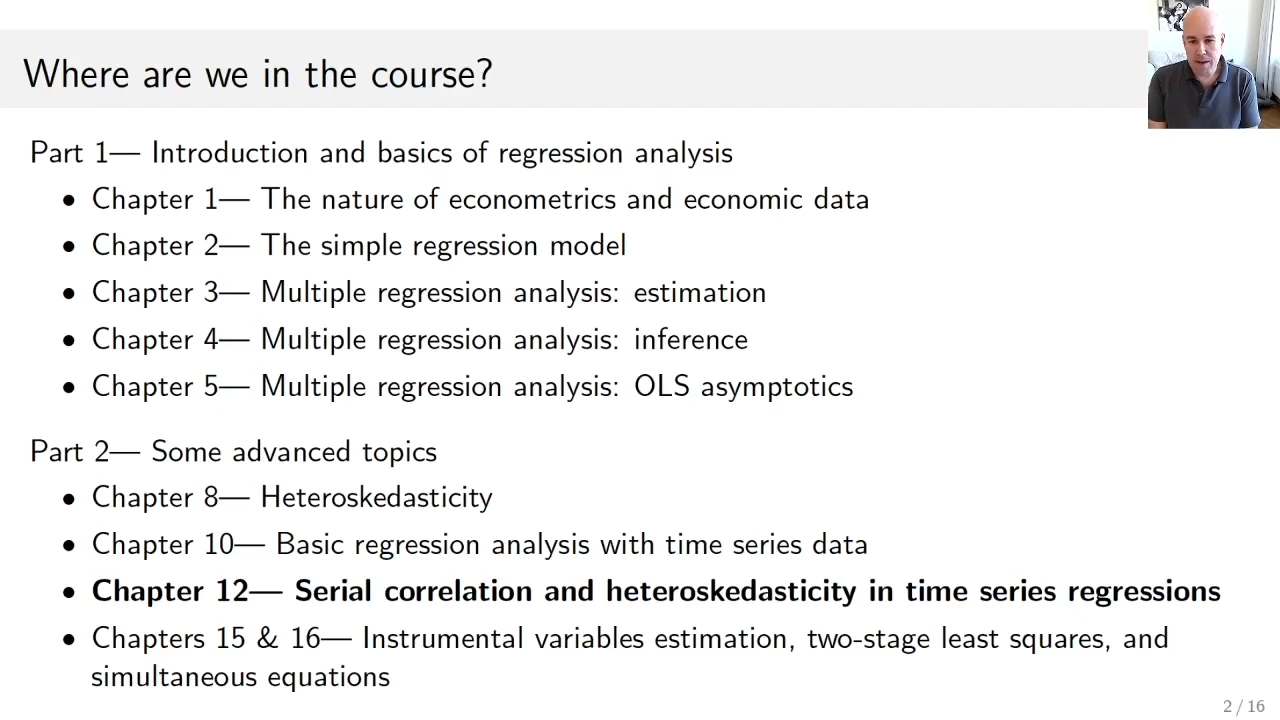 Where are we in the course?
Part 1— Introduction and basics of regression analysis
• Chapter 1— The nature of econometrics and economic data
• Chapter 2— The simple regression model
• Chapter 3— Multiple regression analysis: estimation
• Chapter 4— Multiple regression analysis: inference
• Chapter 5— Multiple regression analysis: OLS asymptotics
Part 2— Some advanced topics
• Chapter 8— Heteroskedasticity
• Chapter 10— Basic regression analysis with time series data
• Chapter 12— Serial correlation and heteroskedasticity in time series regressions
• Chapters 15 & 16— Instrumental variables estimation, two-stage least squares, and
simultaneous equations
2 / 16